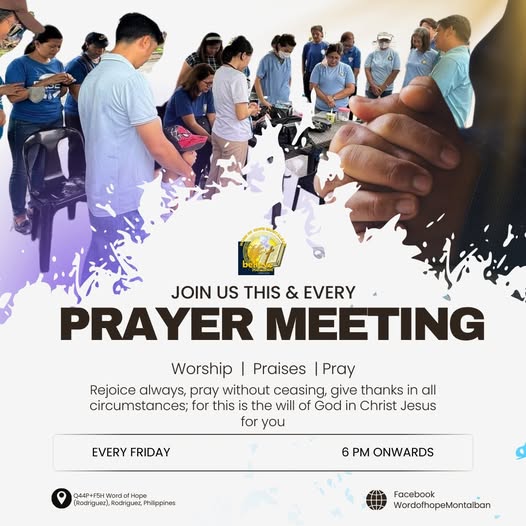 JOIN US THIS & EVERY
PRAYER MEETING
Worship | Praises | Pray
Rejoice always, pray without ceasing, give thanks in all
circumstances; for this is the will of God in Christ Jesus
for you
EVERY FRIDAY
6 PM ONWARDS
Q44P+F5H Word of Hope
(Rodriguez), Rodriguez, Philippines
Facebook
WordofhopeMontalban